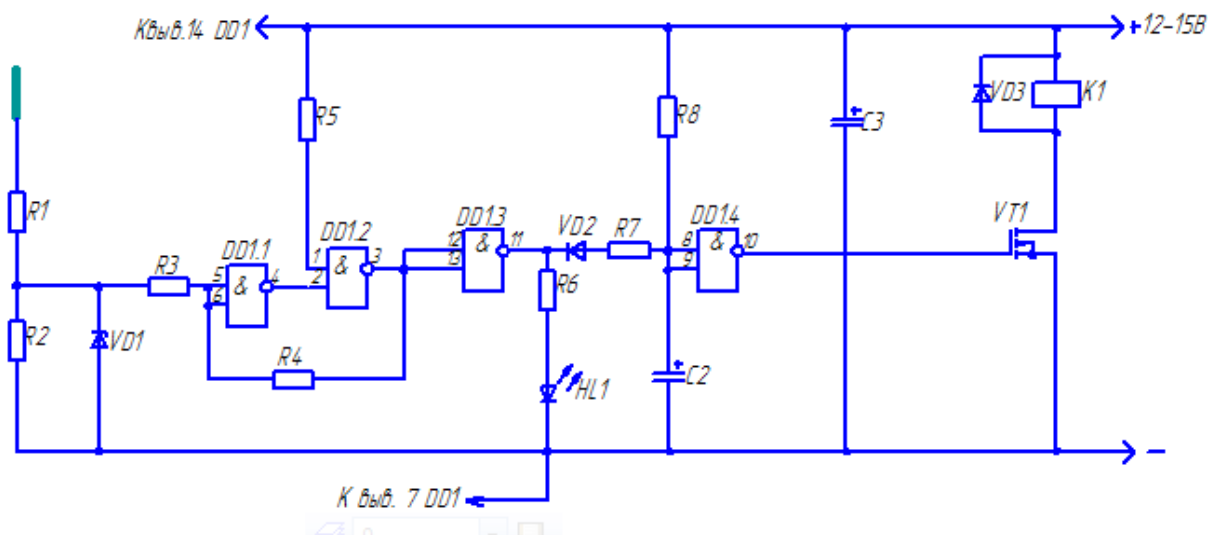 Квыв.14 DD1
+12-15В
R5
R8
C3
VD3
K1
R1
DD1.1
DD1.2
DD1.3
VD2
R7
DD1.4
VT1
R3
5
6
&
4
1
2
&
3
12
13
&
11
R6
8
9
&
10
R2
VD1
R4
HL1
C2
+
+
-
К выв. 7 DD1